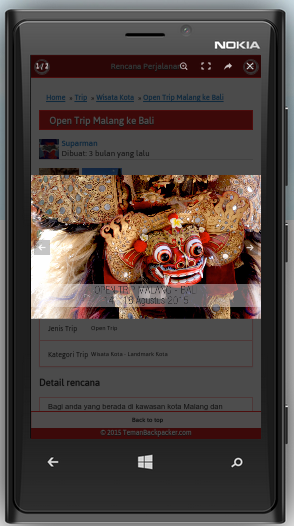 NOKIA
1 / 2
Rencana Perjalanan
Home » Trip » Wisata Kota » Open Trip Malang ke Bali
Open Trip Malang ke Bali
Suparman
Dibuat: 3 bulan yang lalu
OPEN TRIP MALANG - BALI
14 - 19 Agustus 2015
Jenis Trip Open Trip
Kategori Trip Wisata Kota Landmark Kota
Detail rencana
Bagi anda yang berada di kawasan kota Malang dan
Back to top
© 2015 TemanBackpacker.com